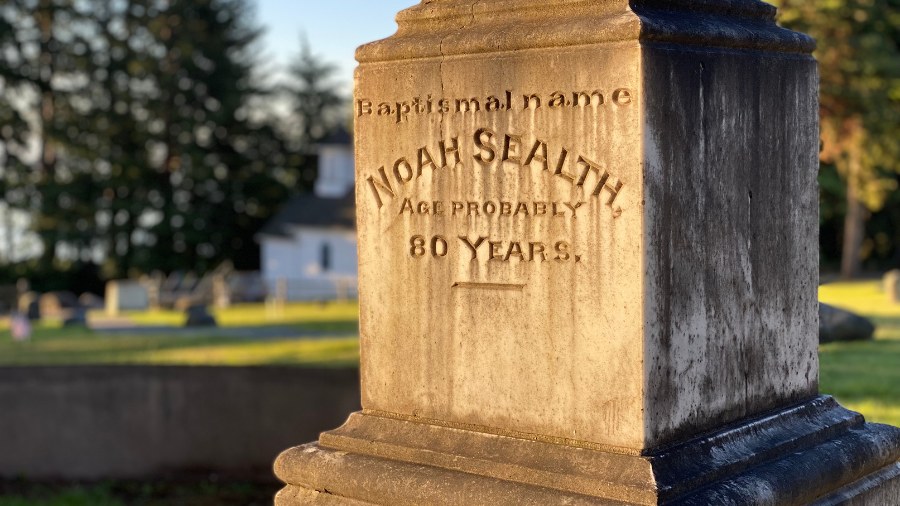 Baptismal name
NOAH SEALTH,
AGE PROBABLY
80 YEARS.